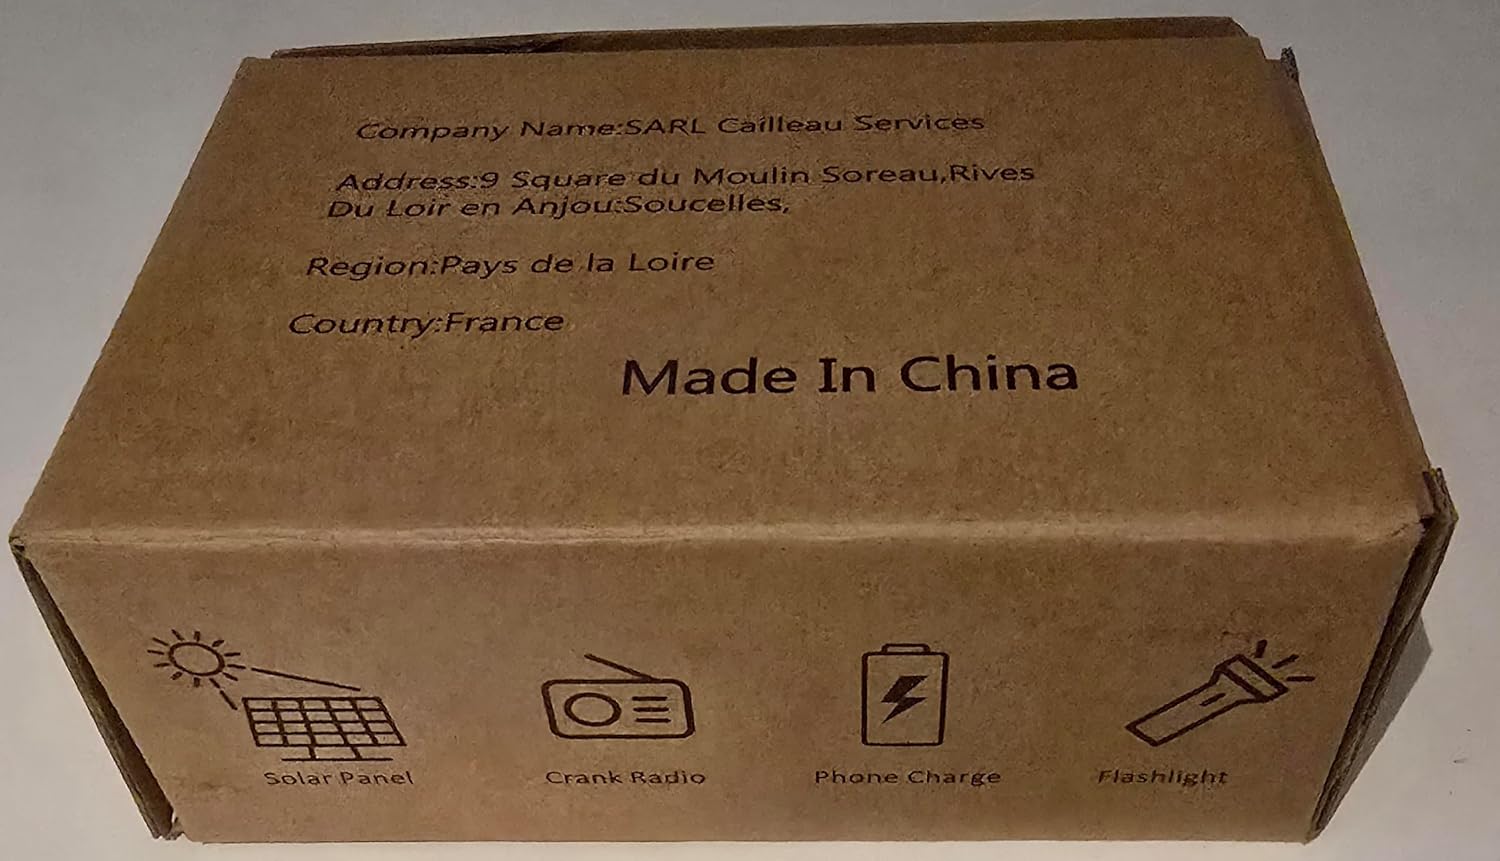 Company Name:SARL Cailleau Services
Address:9 Square du Moulin Soreau,Rives
Du Loir en Anjou:Soucelles,
Region:Pays de la Loire
Country:France
Made In China
Solar Panel
Crank Radio
Phone Charge
Flashlight